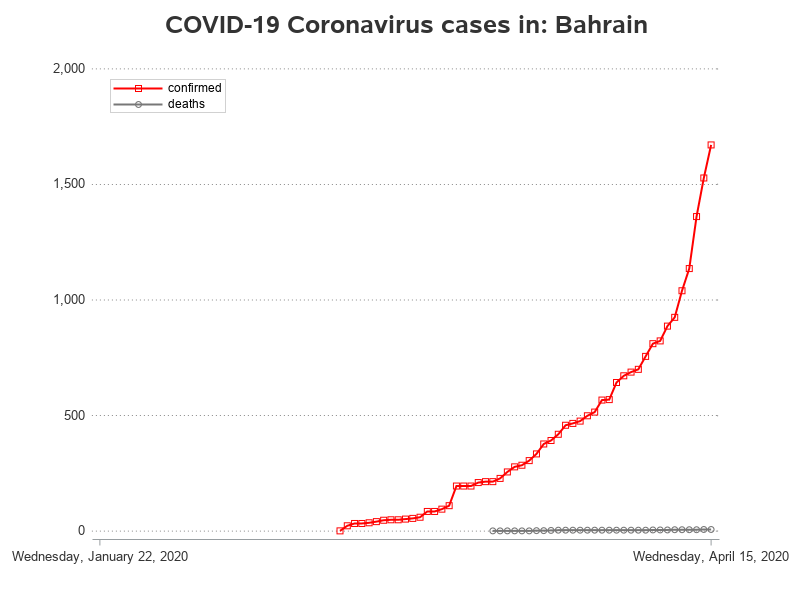 COVID-19 Coronavirus cases in: Bahrain
2,000
confirmed
deaths
1,500
1,000
500
0
Wednesday, January 22, 2020
Wednesday, April 15, 2020